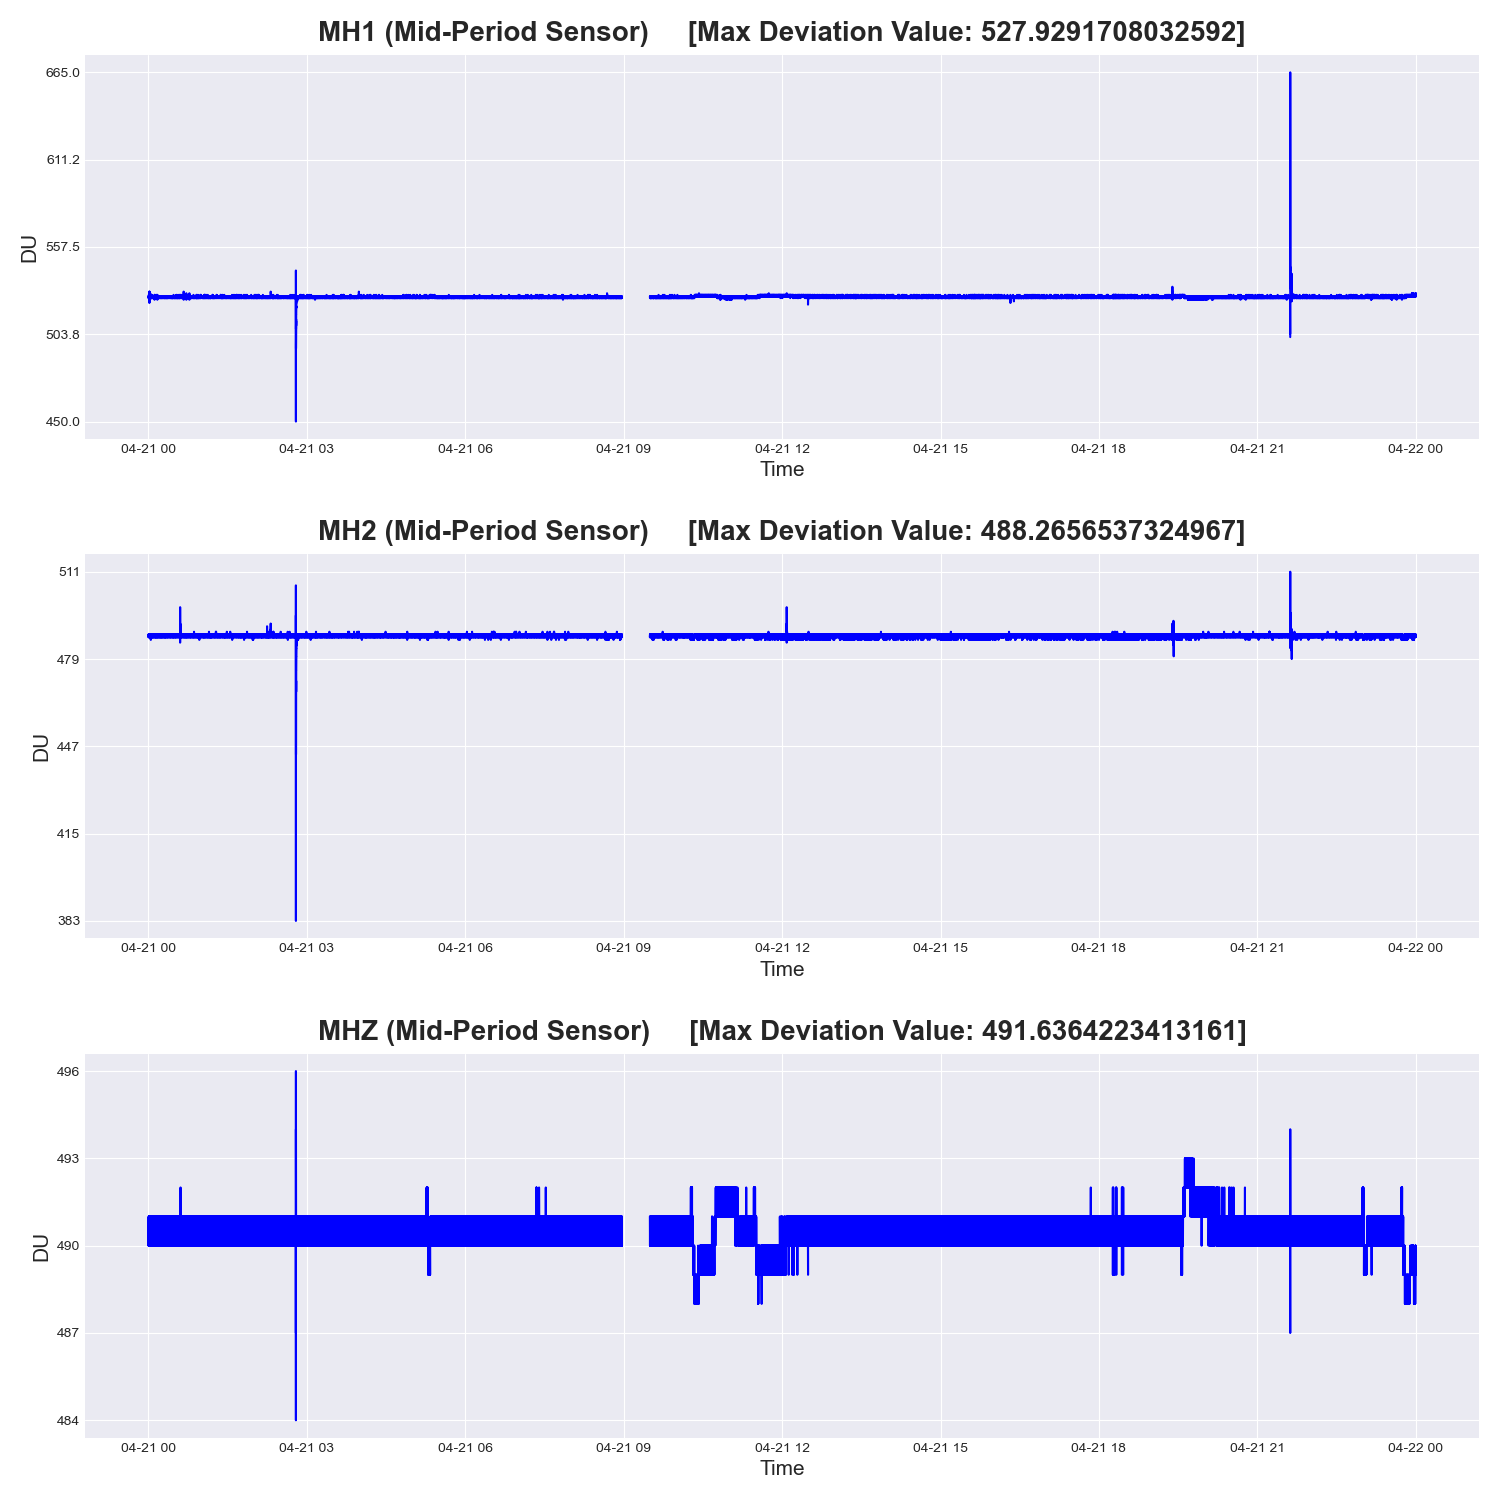 MH1 (Mid-Period Sensor) [Max Deviation Value: 527.9291708032592]
665.0
611.2
557.5
503.8
450.0
DU
04-21 00 04-21 03 04-21 06 04-21 09 04-21 12 04-21 15 04-21 18 04-21 21 04-22 00
Time
MH2 (Mid-Period Sensor) [Max Deviation Value: 488.2656537324967]
511
479
447
415
383
DU
04-21 00 04-21 03 04-21 06 04-21 09 04-21 12 04-21 15 04-21 18 04-21 21 04-22 00
Time
MHZ (Mid-Period Sensor) [Max Deviation Value: 491.6364223413161]
496
493
490
487
484
DU
04-21 00 04-21 03 04-21 06 04-21 09 04-21 12 04-21 15 04-21 18 04-21 21 04-22 00
Time